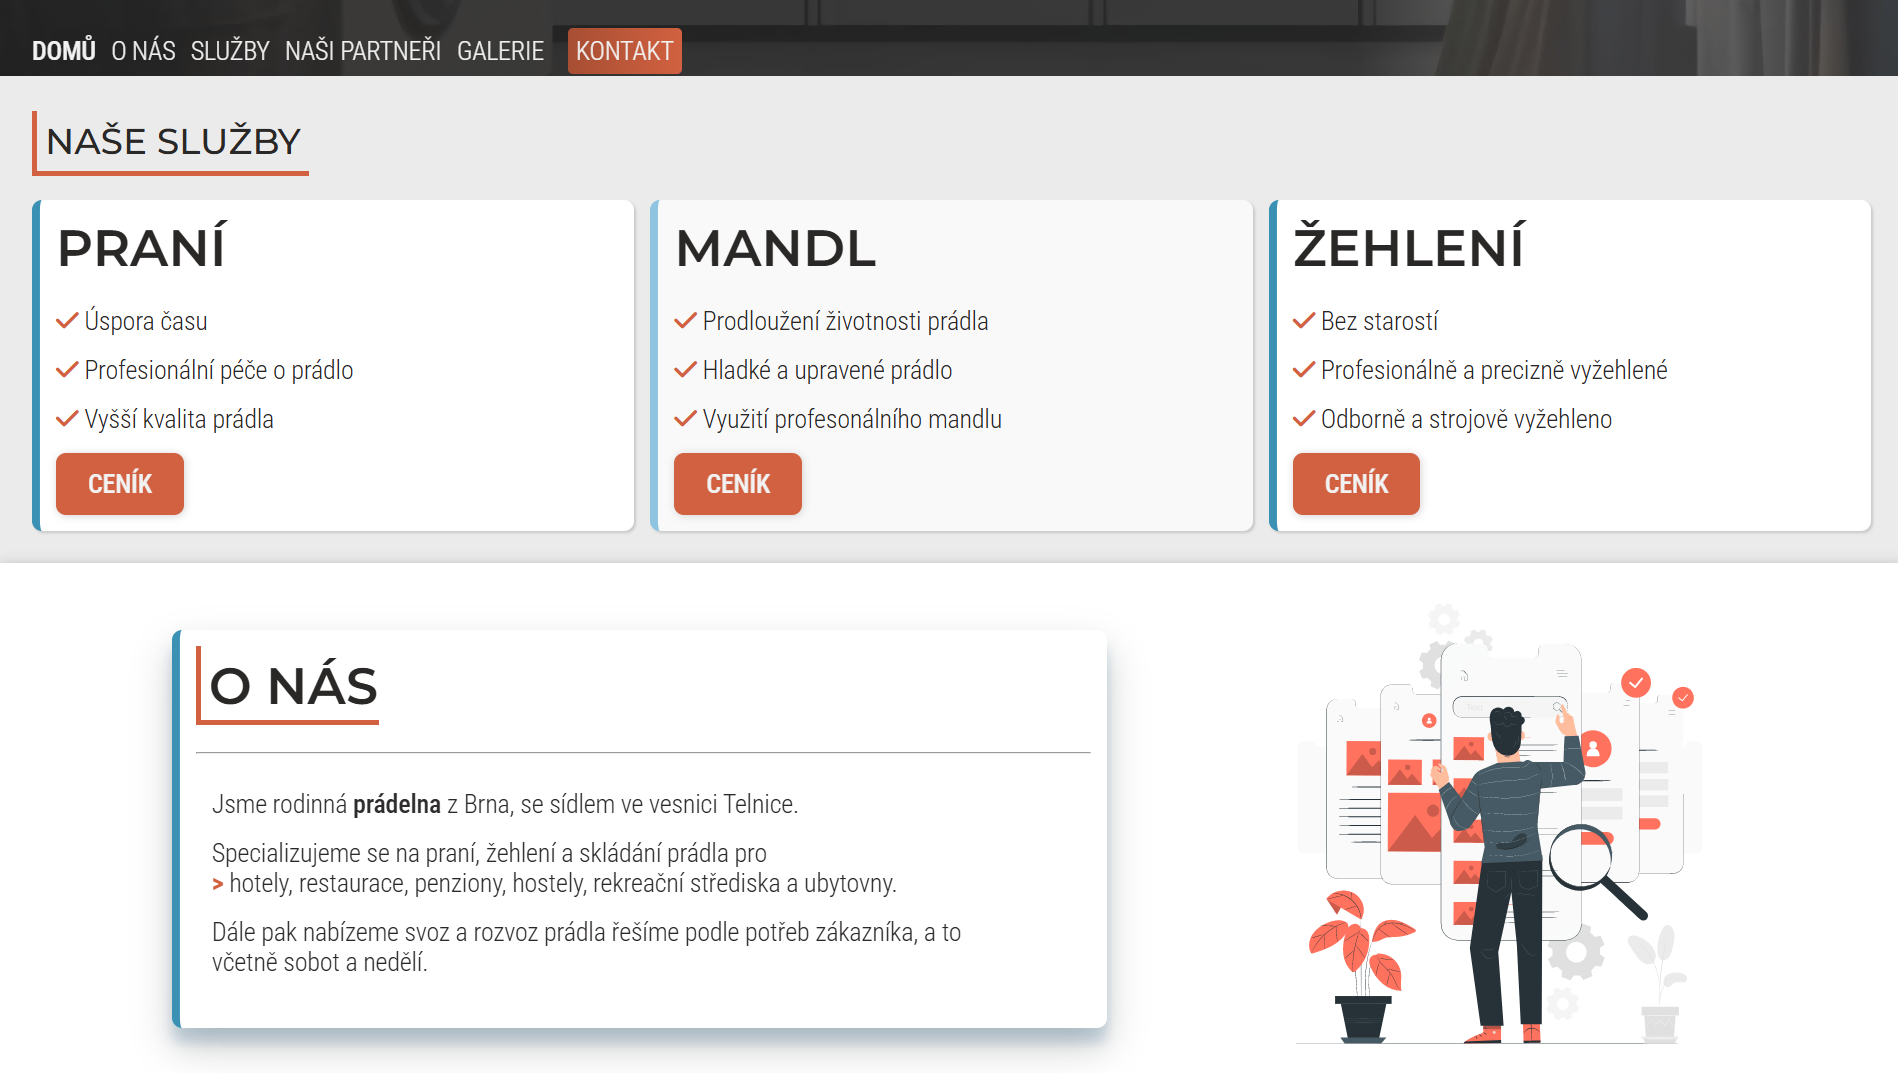 DOMŮ O NÁS SLUŽBY NAŠI PARTNEŘI GALERIE KONTAKT
NAŠE SLUŽBY
PRANÍ
Úspora času
Profesionální péče o prádlo
Vyšší kvalita prádla
CENÍK
MANDL
Prodloužení životnosti prádla
Hladké a upravené prádlo
Využití profesonálního mandlu
CENÍK
ŽEHLENÍ
Bez starostí
Profesionálně a precizně vyžehlené
Odborně a strojově vyžehleno
CENÍK
O NÁS
Jsme rodinná prádelna z Brna, se sídlem ve vesnici Telnice.
Specializujeme se na praní, žehlení a skládání prádla pro
> hotely, restaurace, penziony, hostely, rekreační střediska a ubytovny.
Dále pak nabízeme svoz a rozvoz prádla řešíme podle potřeb zákazníka, a to
včetně sobot a nedělí.